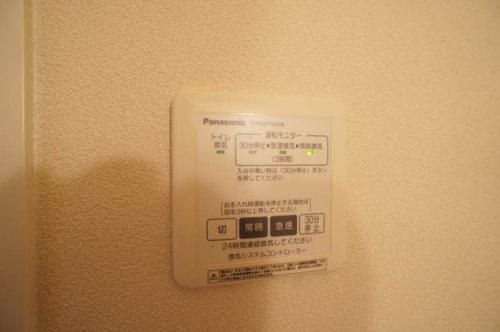 Panasonic
トイレ
換気
運転モニター
30分停止▶急速換気▶常時換気
(3時間)
入浴中寒い時は〔30分停止〕ボタン
を押してください
お手入れ時運転を停止する場合は
切を3秒以上押してください
切 常時 急速 30分
停止
24時間連続換気してください
換気システムコントローラー